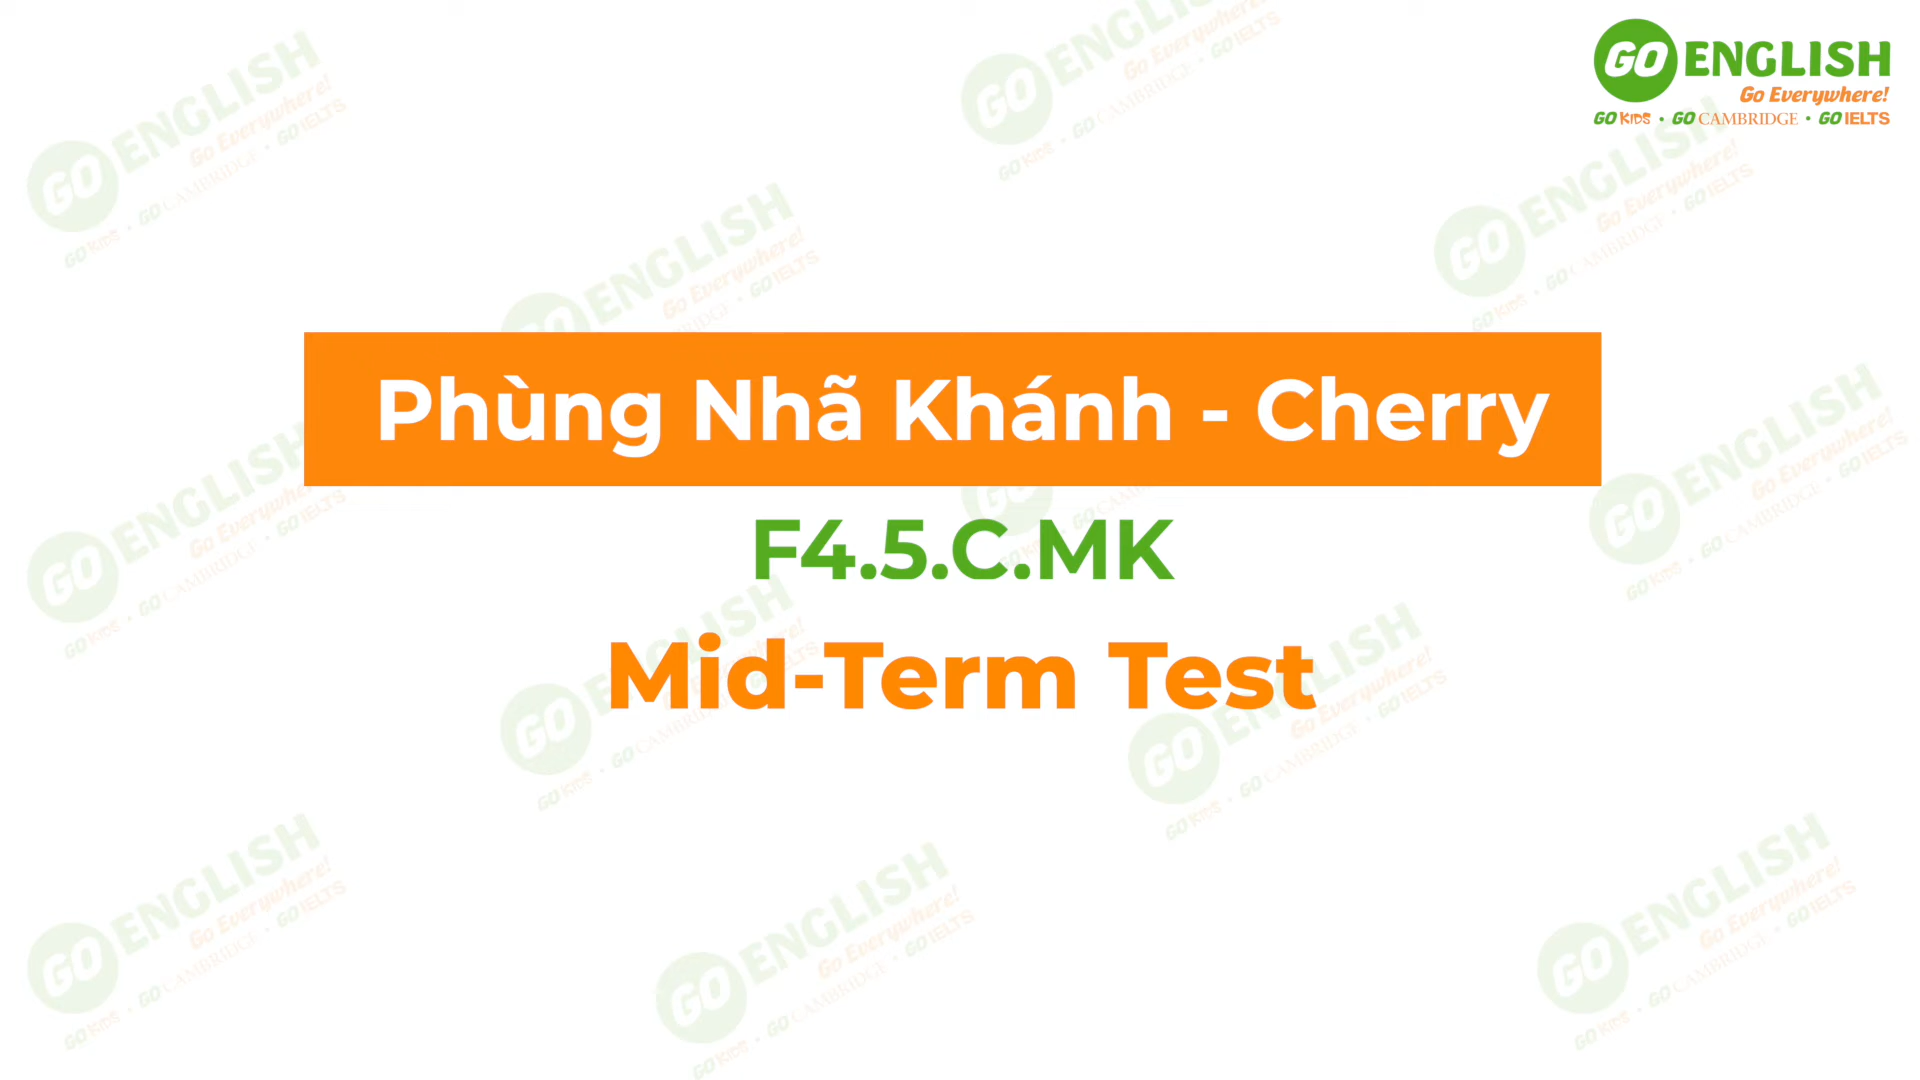 GO ENGLISH
Go Everywhere!
GO KIDS • GO CAMBRIDGE • GO IELTS
Phùng Nhã Khánh - Cherry
F4.5.C.MK
Mid-Term Test